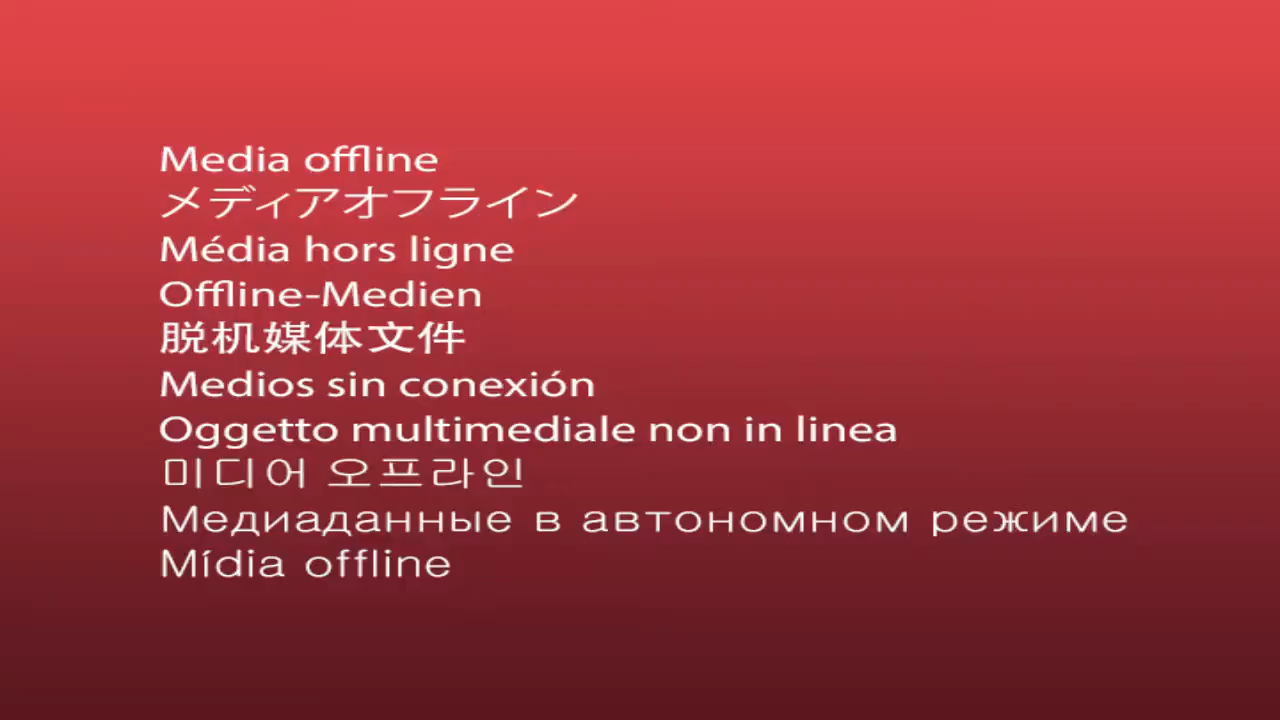 Media offline
メディアオフライン
Média hors ligne
Offline-Medien
脱机媒体文件
Medios sin conexión
Oggetto multimediale non in linea
미디어 오프라인
Медиаданные в автономном режиме
Mídia offline